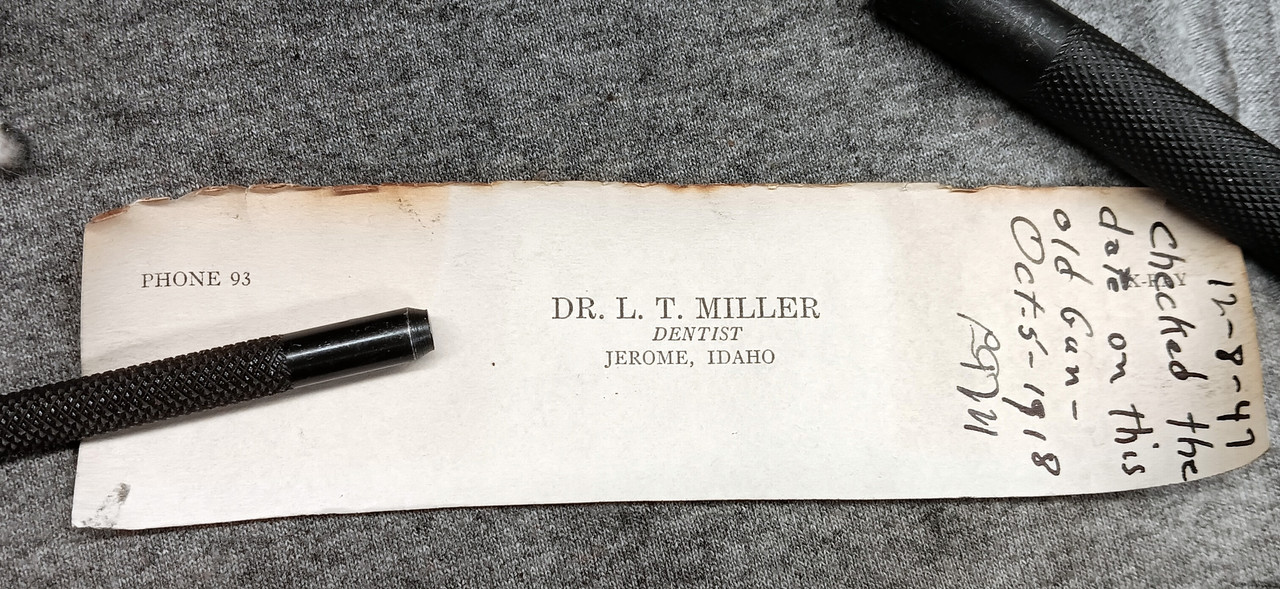 PHONE 93
DR. L. T. MILLER
DENTIST
JEROME, IDAHO
X-RAY
12-8-47
Checked the
date on this
old Gun-
Oct-5-1918